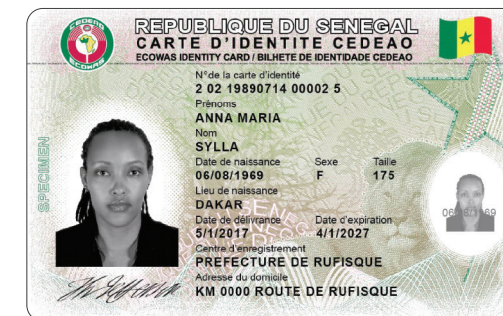 CEDEAO
ECOWAS
REPUBLIQUE DU SENEGAL
CARTE D'IDENTITE CEDEAO
ECOWAS IDENTITY CARD / BILHETE DE IDENTIDADE CEDEAO
N° de la carte d'identité
2 02 19890714 00002 5
Prénoms
ANNA MARIA
Nom
SYLLA
Date de naissance Sexe Taille
06/08/1969 F 175
Lieu de naissance
DAKAR
Date de délivrance Date d'expiration
5/1/2017 4/1/2027
Centre d'enregistrement
PREFECTURE DE RUFISQUE
Adresse du domicile
KM 0000 ROUTE DE RUFISQUE
SPECIMEN